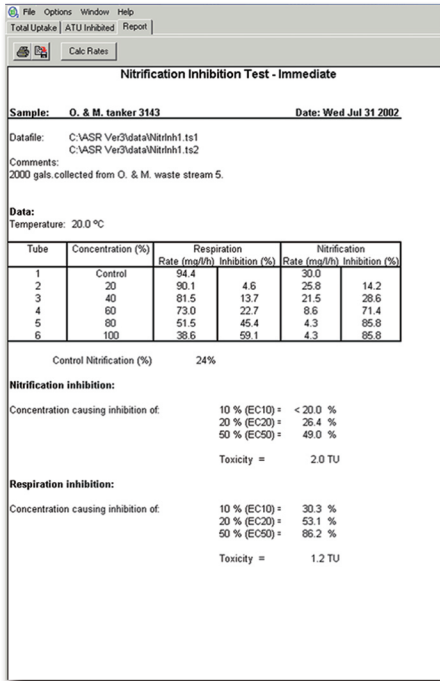 File Options Window Help
Total Uptake ATU Inhibited Report
Calc Rates
Nitrification Inhibition Test - Immediate
Sample: O. & M. tanker 3143 Date: Wed Jul 31 2002
Datafile: C:\ASR Ver3\data\NitrInh1.ts1
C:\ASR Ver3\data\NitrInh1.ts2
Comments:
2000 gals.collected from O. & M. waste stream 5.
Data:
Temperature: 20.0 ºC
Tube Concentration (%) Respiration Nitrification
Rate (mg/l/h) Inhibition (%) Rate (mg/l/h) Inhibition (%)
1 Control 94.4 30.0
2 20 90.1 4.6 25.8 14.2
3 40 81.5 13.7 21.5 28.6
4 60 73.0 22.7 8.6 71.4
5 80 51.5 45.4 4.3 85.8
6 100 38.6 59.1 4.3 85.8
Control Nitrification (%) 24%
Nitrification inhibition:
Concentration causing inhibition of: 10 % (EC10) = < 20.0 %
20 % (EC20) = 26.4 %
50 % (EC50) = 49.0 %
Toxicity = 2.0 TU
Respiration inhibition:
Concentration causing inhibition of: 10 % (EC10) = 30.3 %
20 % (EC20) = 53.1 %
50 % (EC50) = 86.2 %
Toxicity = 1.2 TU